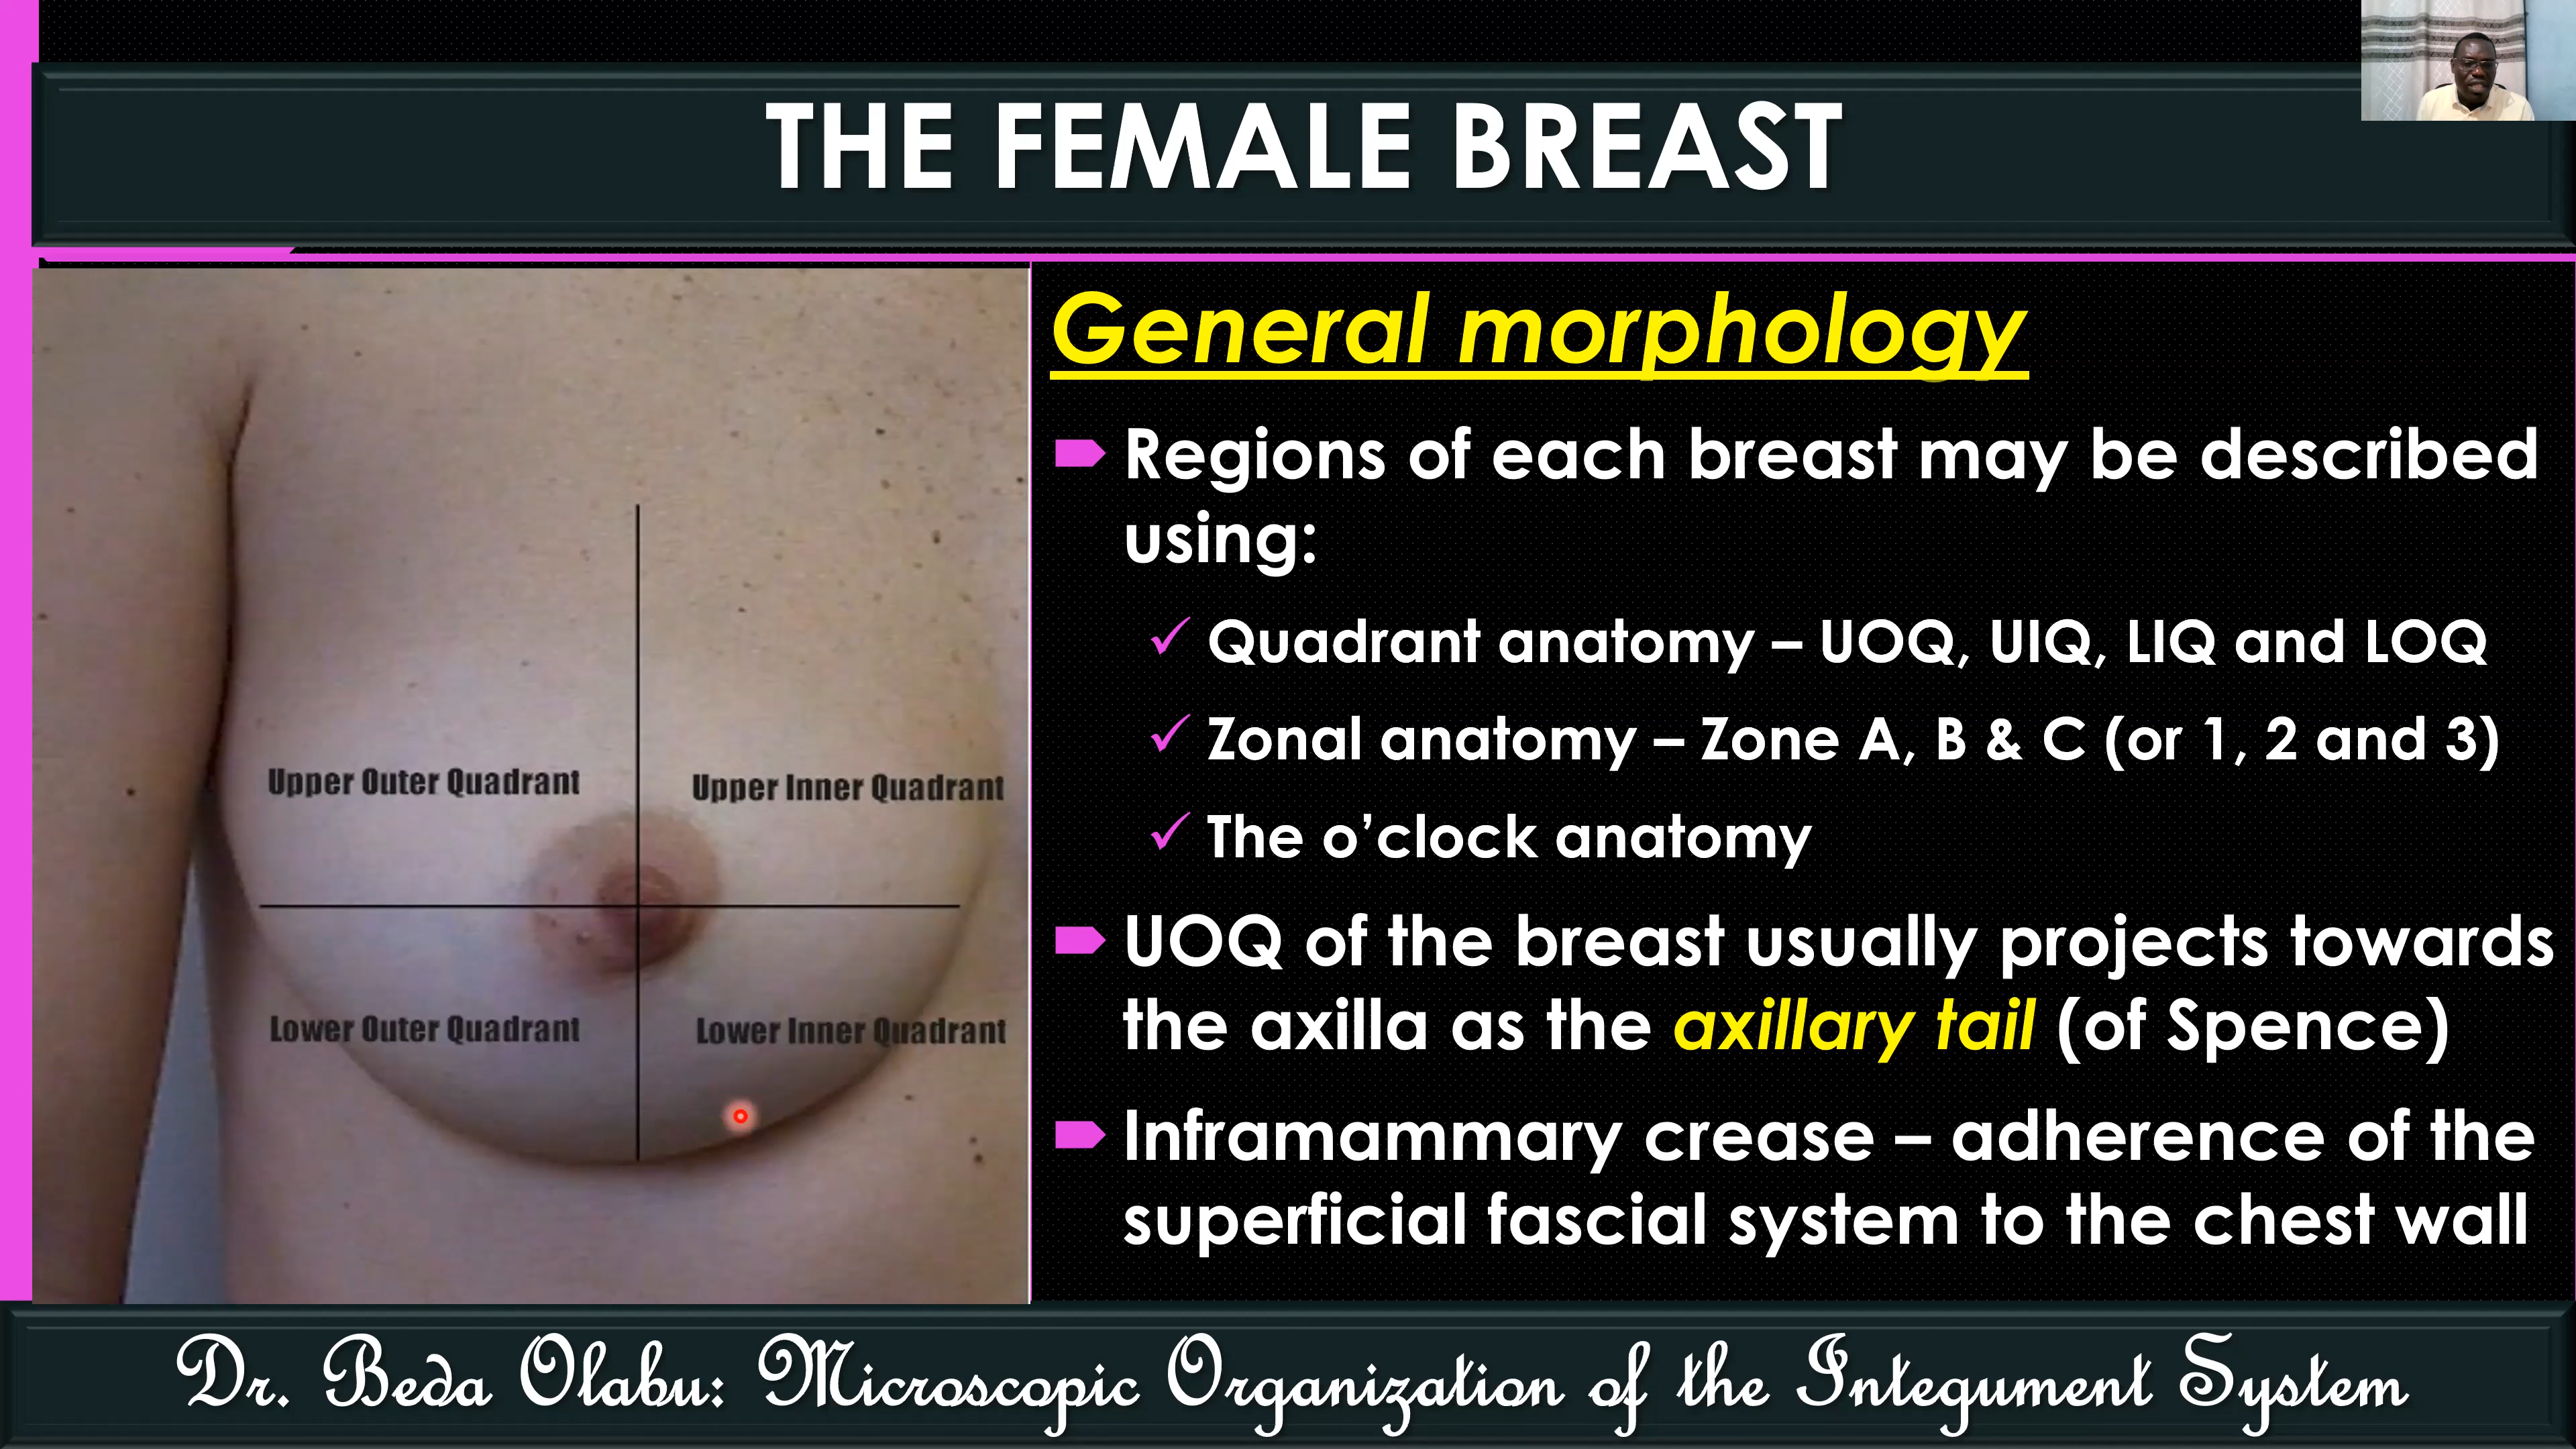 THE FEMALE BREAST
Upper Outer Quadrant
Upper Inner Quadrant
Lower Outer Quadrant
Lower Inner Quadrant
General morphology
Regions of each breast may be described
using:
✓ Quadrant anatomy – UOQ, UIQ, LIQ and LOQ
✓ Zonal anatomy – Zone A, B & C (or 1, 2 and 3)
✓ The o’clock anatomy
UOQ of the breast usually projects towards
the axilla as the axillary tail (of Spence)
Inframammary crease – adherence of the
superficial fascial system to the chest wall
Dr. Beda Olabu: Microscopic Organization of the Integument System